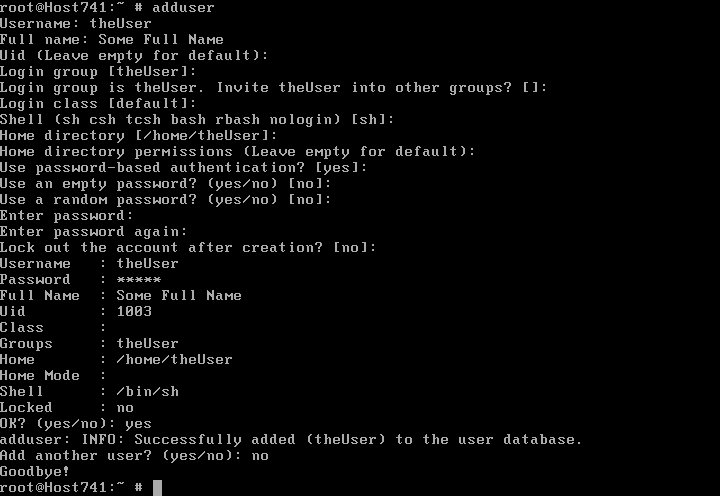 root@Host741:~ # adduser
Username: theUser
Full name: Some Full Name
Uid (Leave empty for default):
Login group [theUser]:
Login group is theUser. Invite theUser into other groups? []:
Login class [default]:
Shell (sh csh tcsh bash rbash nologin) [sh]:
Home directory [/home/theUser]:
Home directory permissions (Leave empty for default):
Use password-based authentication? [yes]:
Use an empty password? (yes/no) [no]:
Use a random password? (yes/no) [no]:
Enter password:
Enter password again:
Lock out the account after creation? [no]:
Username   : theUser
Password   : *****
Full Name  : Some Full Name
Uid        : 1003
Class      :
Groups     : theUser
Home       : /home/theUser
Home Mode  :
Shell      : /bin/sh
Locked     : no
OK? (yes/no): yes
adduser: INFO: Successfully added (theUser) to the user database.
Add another user? (yes/no): no
Goodbye!
root@Host741:~ #